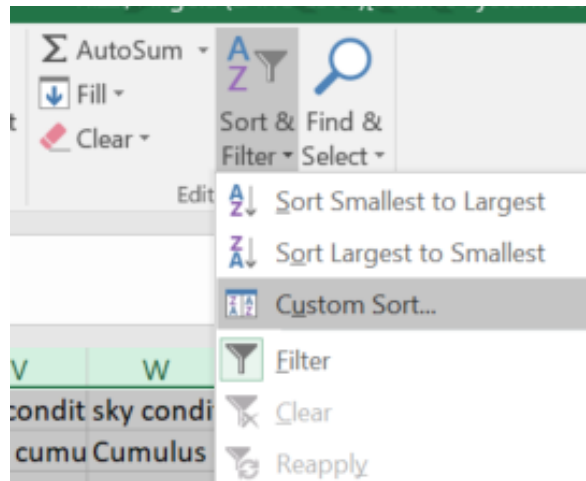 AutoSum
Fill
Clear
Sort & Filter
Find & Select
Edit
Sort Smallest to Largest
Sort Largest to Smallest
Custom Sort...
Filter
Clear
Reapply
V W
condit sky condi
cumu Cumulus